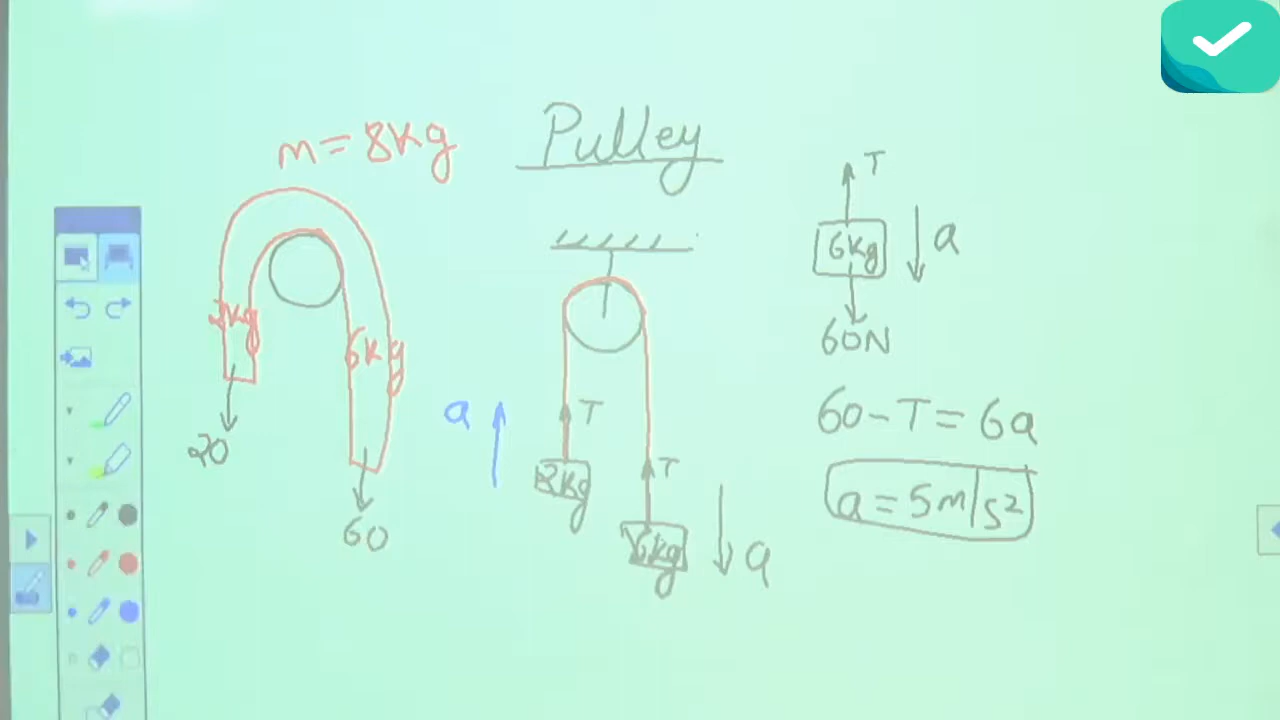 Pulley
m = 8kg
2kg
6kg
20
60
a
T
2kg
T
6kg
a
T
6kg
a
60N
60 - T = 6a
a = 5m/s²